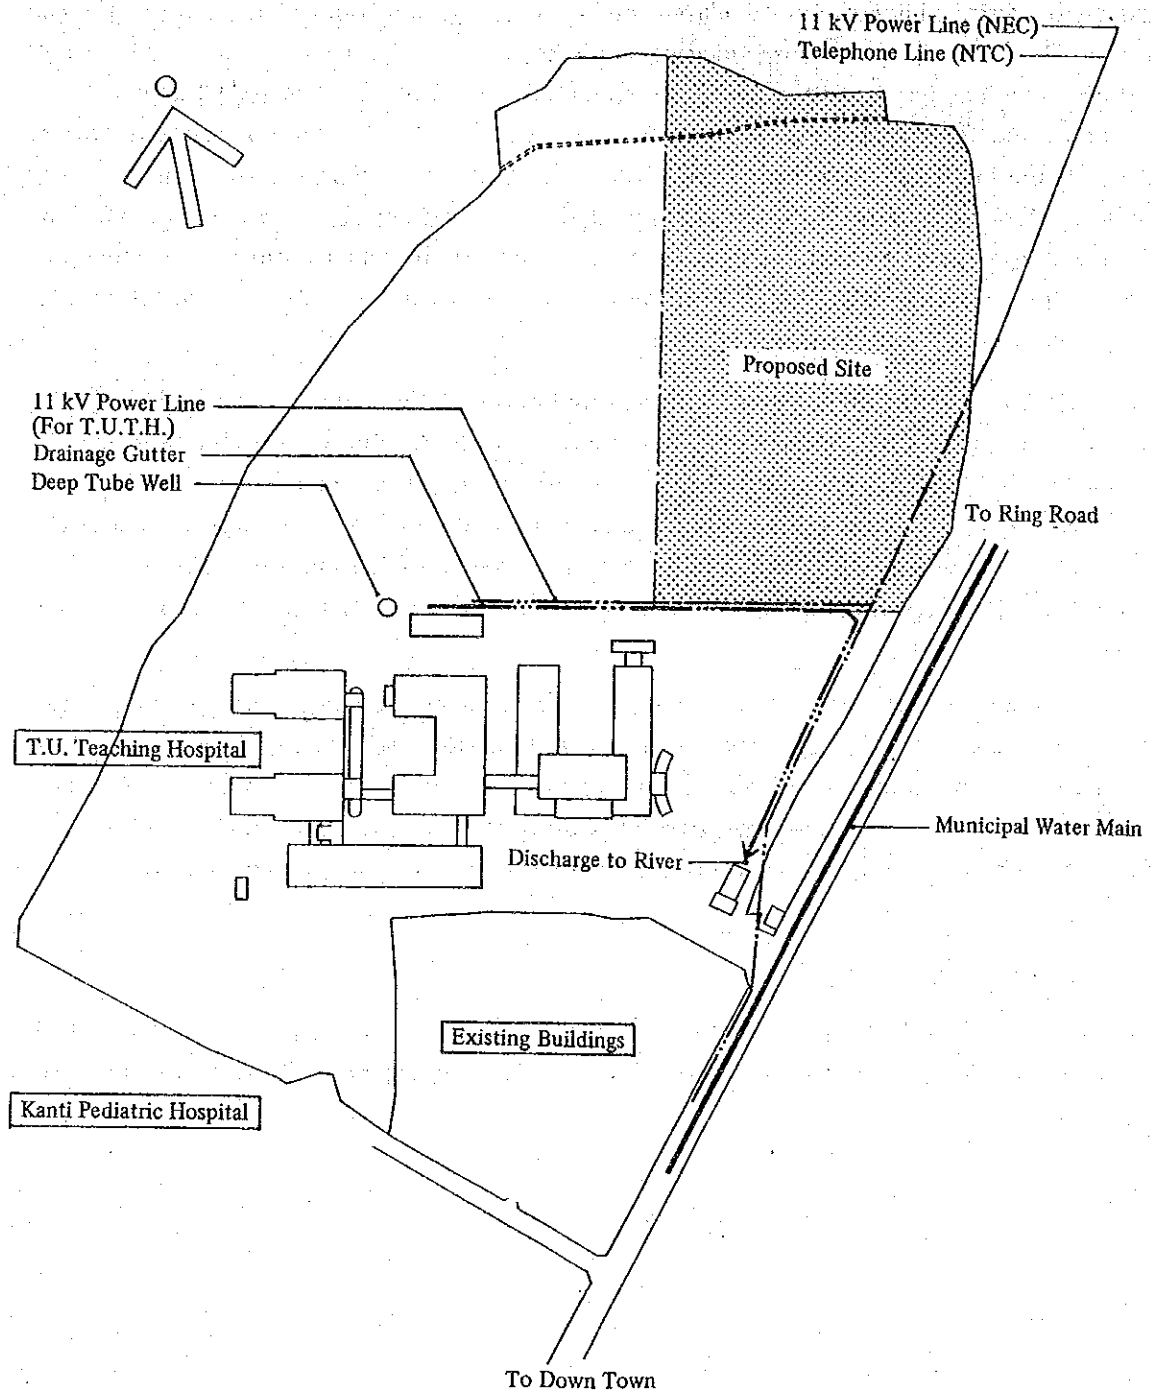 11 kV Power Line (NEC)
Telephone Line (NTC)
Proposed Site
11 kV Power Line
(For T.U.T.H.)
Drainage Gutter
Deep Tube Well
To Ring Road
T.U. Teaching Hospital
Municipal Water Main
Discharge to River
Existing Buildings
Kanti Pediatric Hospital
To Down Town